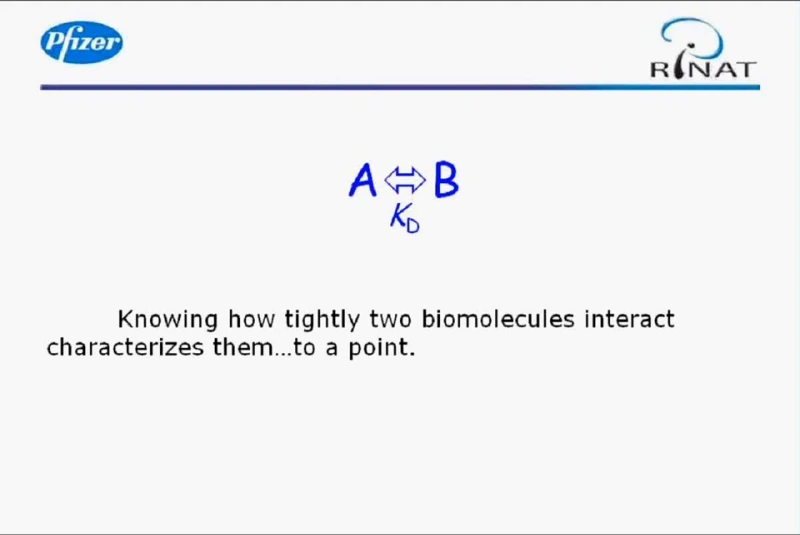 Pfizer
RINAT
A ⇔ B
KD
Knowing how tightly two biomolecules interact
characterizes them...to a point.